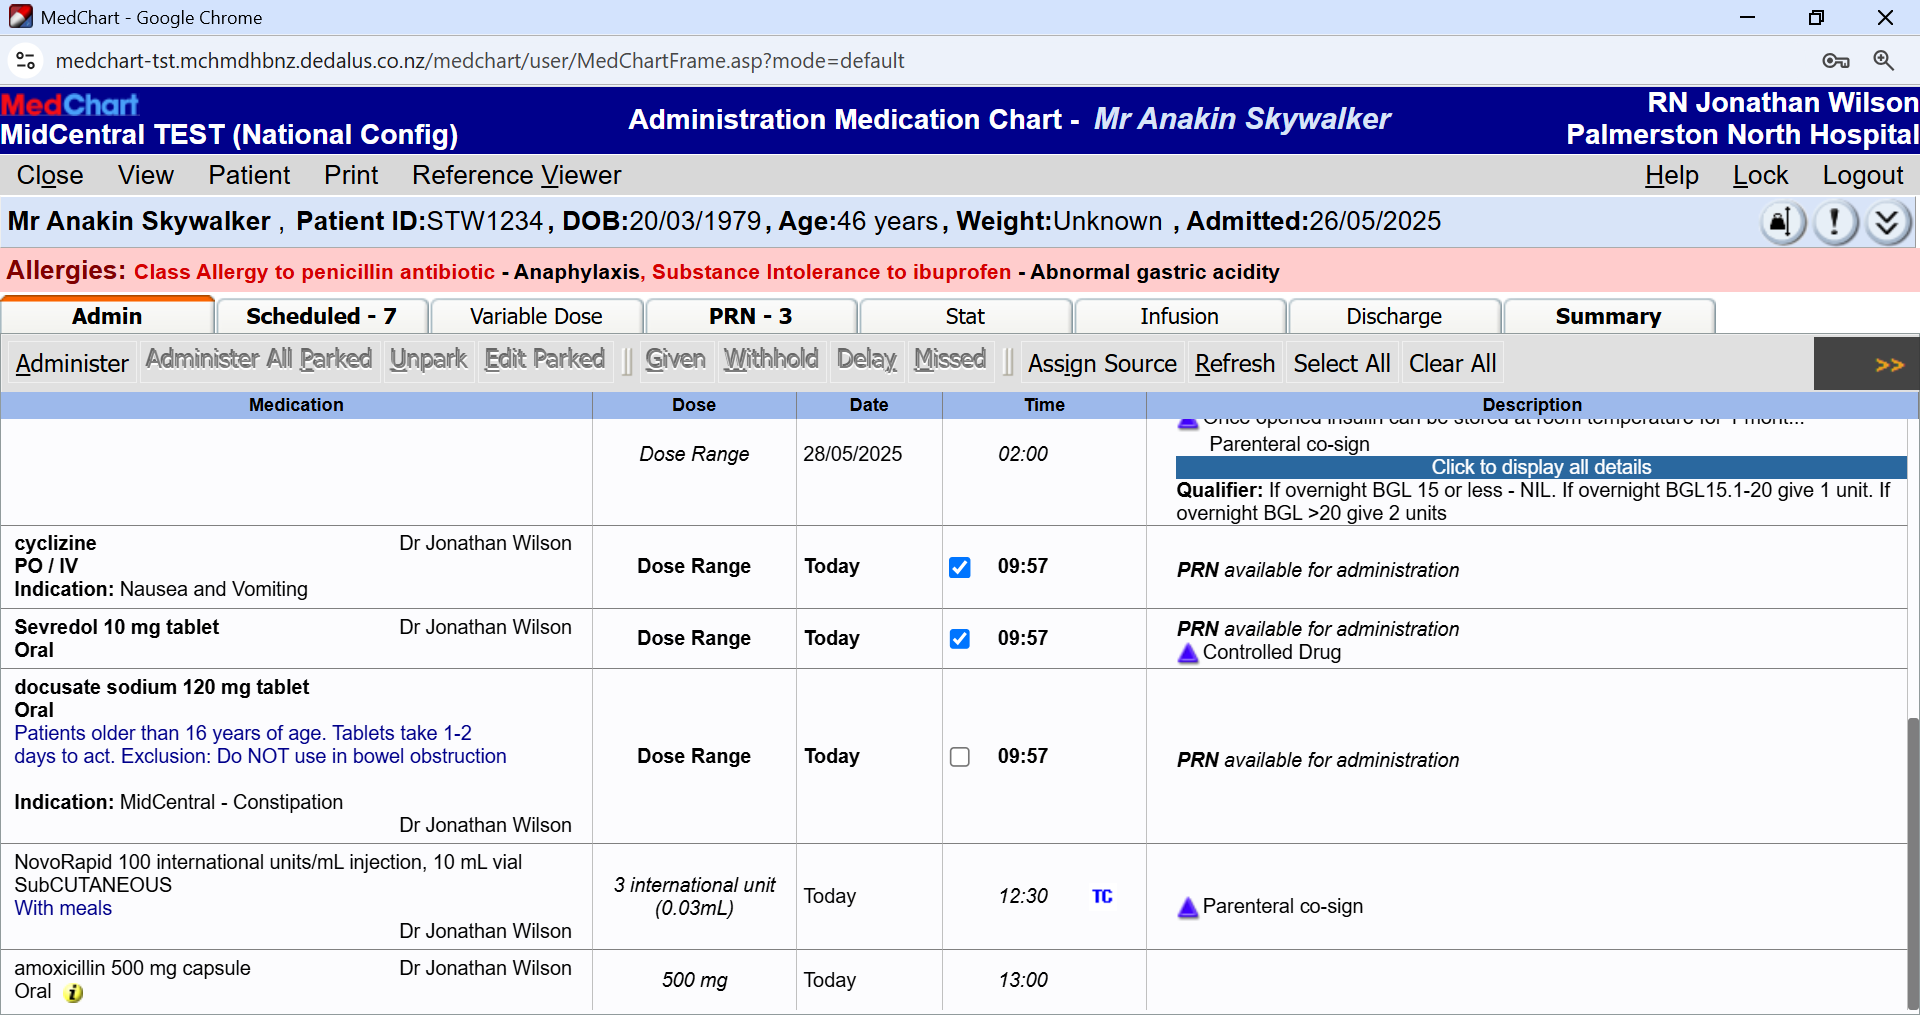 MedChart - Google Chrome
medchart-tst.mchmdhbnz.dedalus.co.nz/medchart/user/MedChartFrame.asp?mode=default
MedChart
MidCentral TEST (National Config)
Administration Medication Chart - Mr Anakin Skywalker
RN Jonathan Wilson
Palmerston North Hospital
Close View Patient Print Reference Viewer Help Lock Logout
Mr Anakin Skywalker , Patient ID:STW1234, DOB:20/03/1979, Age:46 years, Weight:Unknown , Admitted:26/05/2025
Allergies: Class Allergy to penicillin antibiotic - Anaphylaxis, Substance Intolerance to ibuprofen - Abnormal gastric acidity
Admin Scheduled - 7 Variable Dose PRN - 3 Stat Infusion Discharge Summary
Administer Administer All Parked Unpark Edit Parked Given Withhold Delay Missed Assign Source Refresh Select All Clear All >>
Medication Dose Date Time Description
Once opened insulin can be stored at room temperature for 1 mont...
Dose Range 28/05/2025 02:00 Parenteral co-sign
Click to display all details
Qualifier: If overnight BGL 15 or less - NIL. If overnight BGL15.1-20 give 1 unit. If
overnight BGL >20 give 2 units
cyclizine Dr Jonathan Wilson
PO / IV Dose Range Today 09:57 PRN available for administration
Indication: Nausea and Vomiting
Sevredol 10 mg tablet Dr Jonathan Wilson Dose Range Today 09:57 PRN available for administration
Oral Controlled Drug
docusate sodium 120 mg tablet
Oral
Patients older than 16 years of age. Tablets take 1-2
days to act. Exclusion: Do NOT use in bowel obstruction Dose Range Today 09:57 PRN available for administration
Indication: MidCentral - Constipation
Dr Jonathan Wilson
NovoRapid 100 international units/mL injection, 10 mL vial
SubCUTANEOUS 3 international unit
With meals (0.03mL) Today 12:30 TC Parenteral co-sign
Dr Jonathan Wilson
amoxicillin 500 mg capsule Dr Jonathan Wilson 500 mg Today 13:00
Oral i